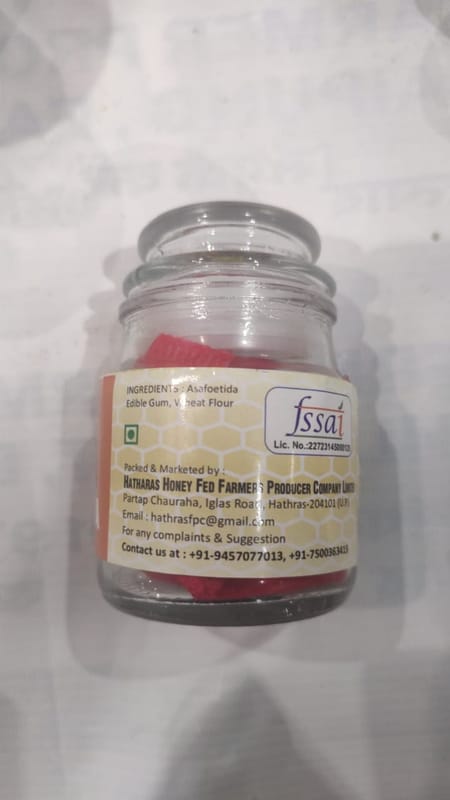 INGREDIENTS : Asafoetida
Edible Gum, Wheat Flour
fssai
Lic. No.:
Packed & Marketed by :
HATHARAS HONEY FED FARMERS PRODUCER COMPANY LIMITED
Partap Chauraha, Iglas Road, Hathras-204101 (U.P.)
Email : hathrasfpc@gmail.com
For any complaints & Suggestion
Contact us at : +91-9457077013, +91-7500363415